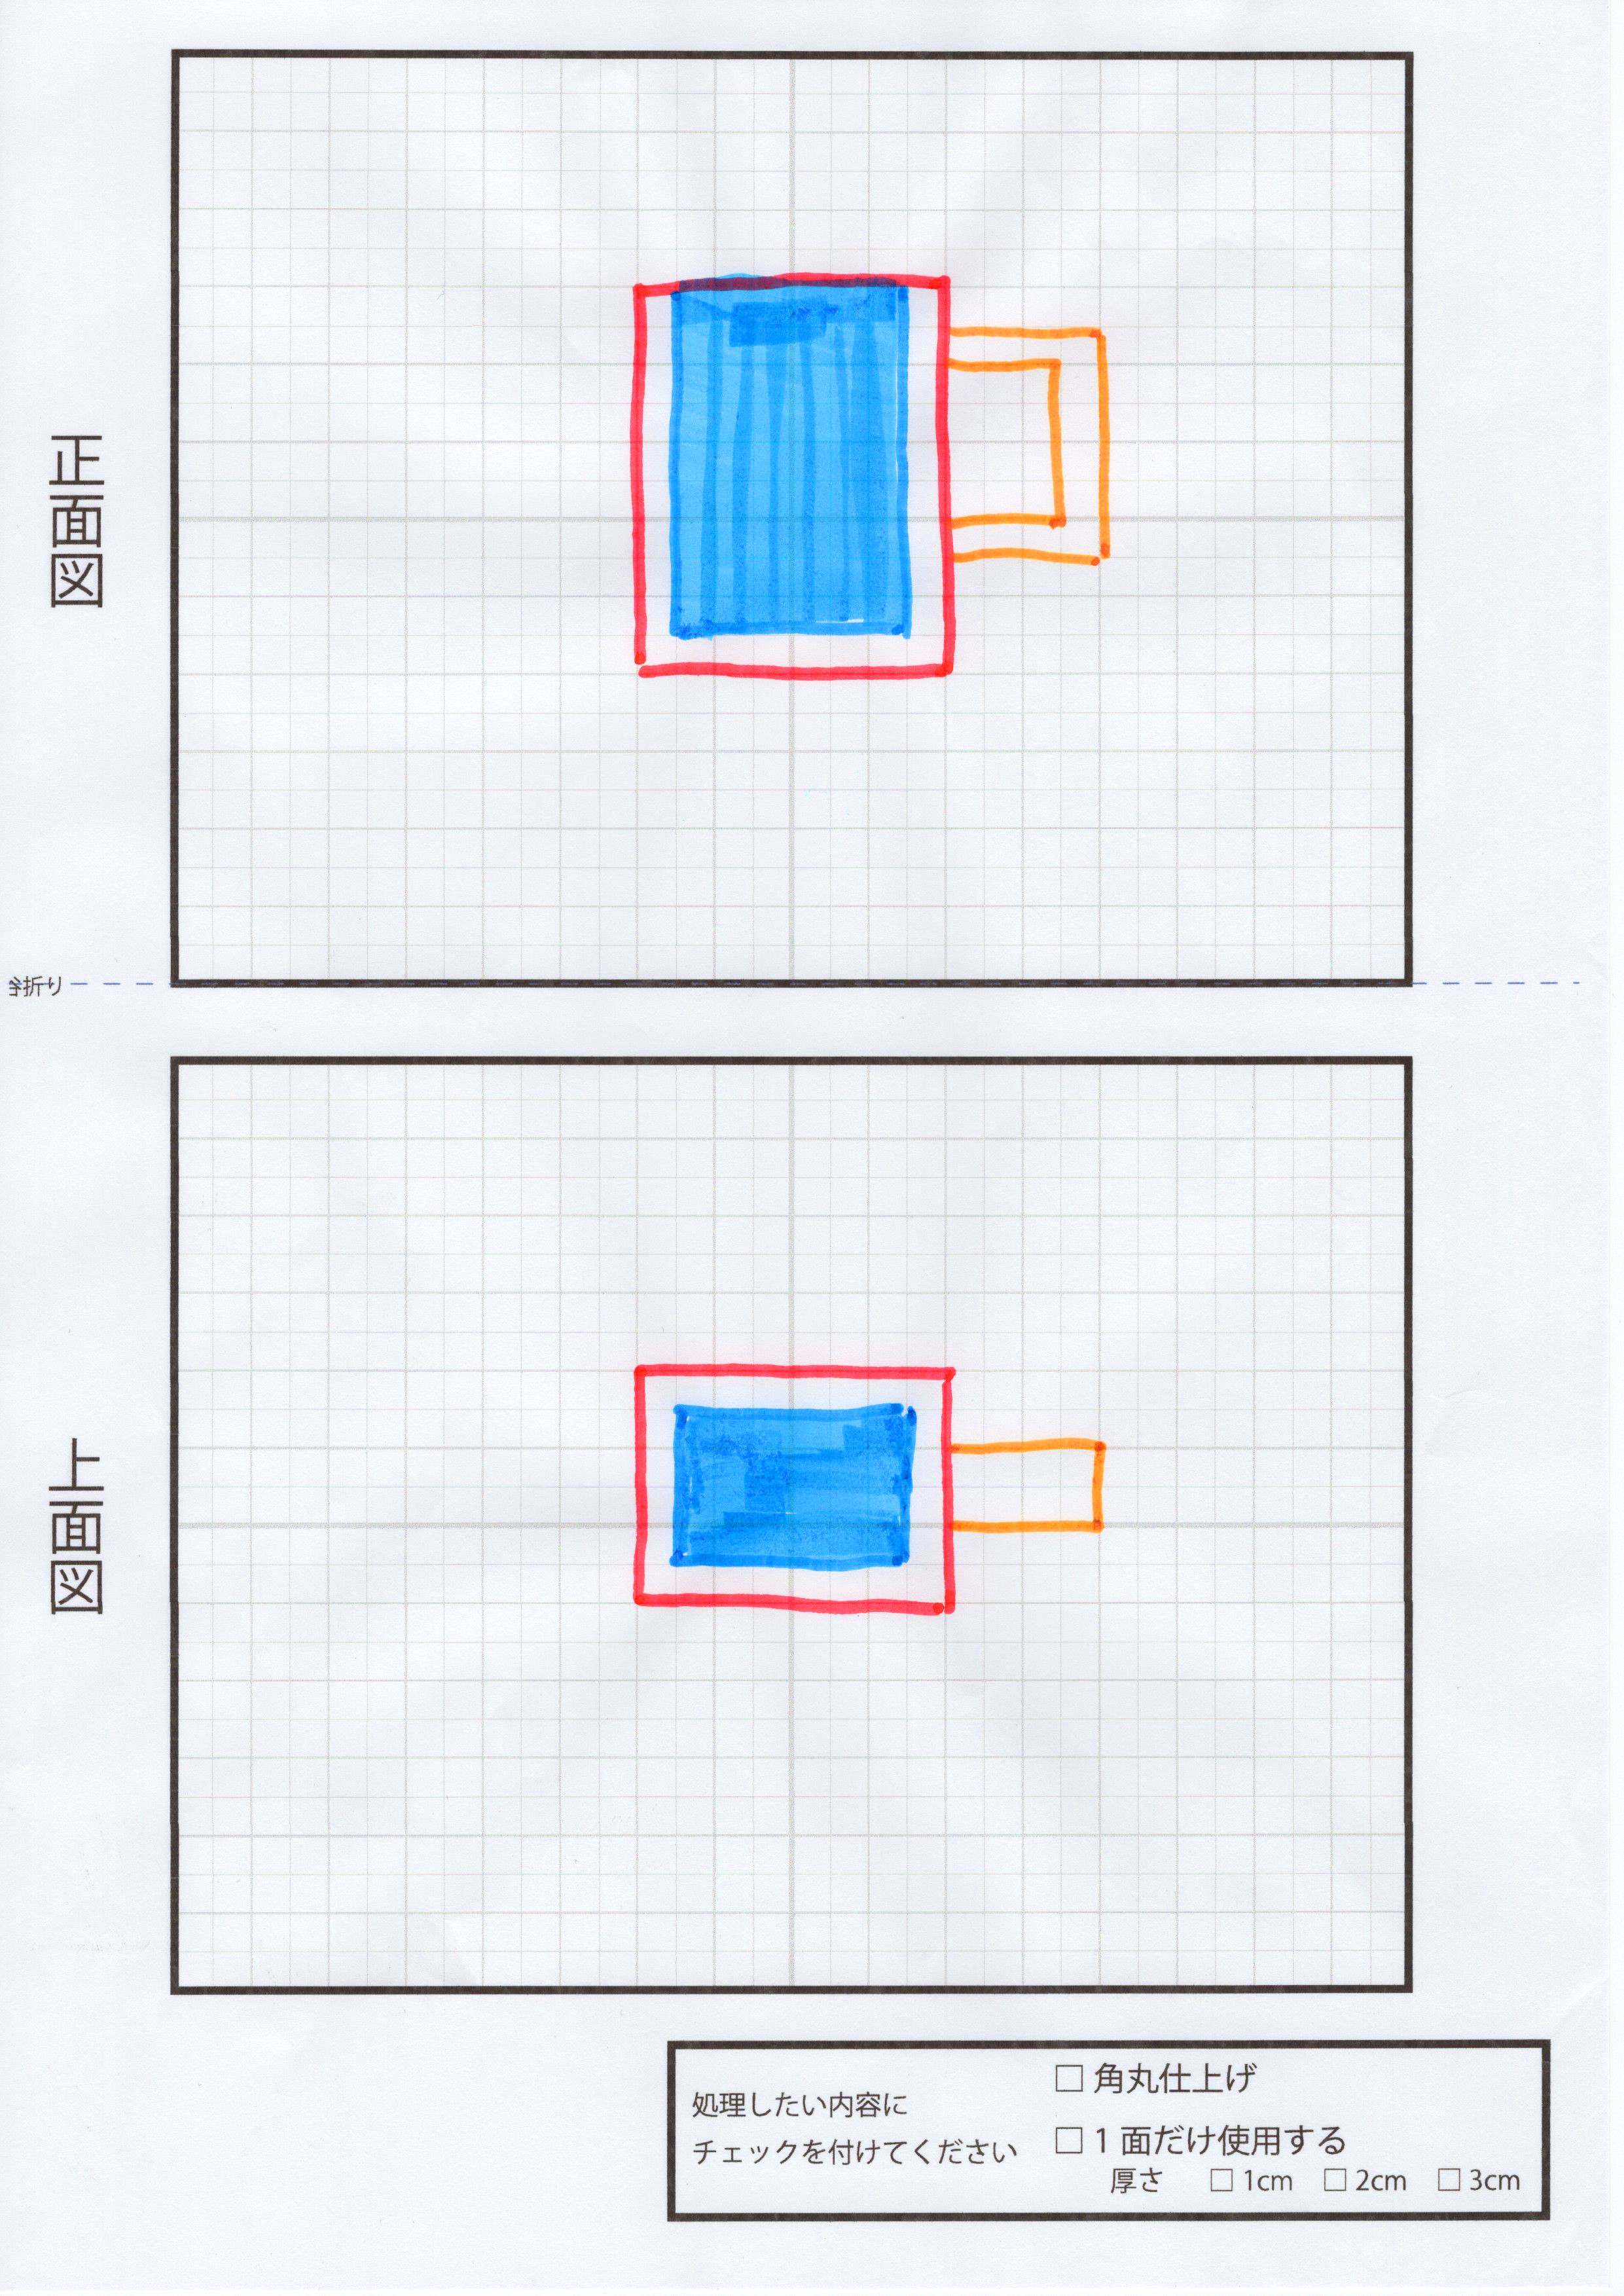 正面図
折り
上面図
処理したい内容に
チェックを付けてください
□ 角丸仕上げ
□ 1 面だけ使用する
厚さ □ 1cm □ 2cm □ 3cm